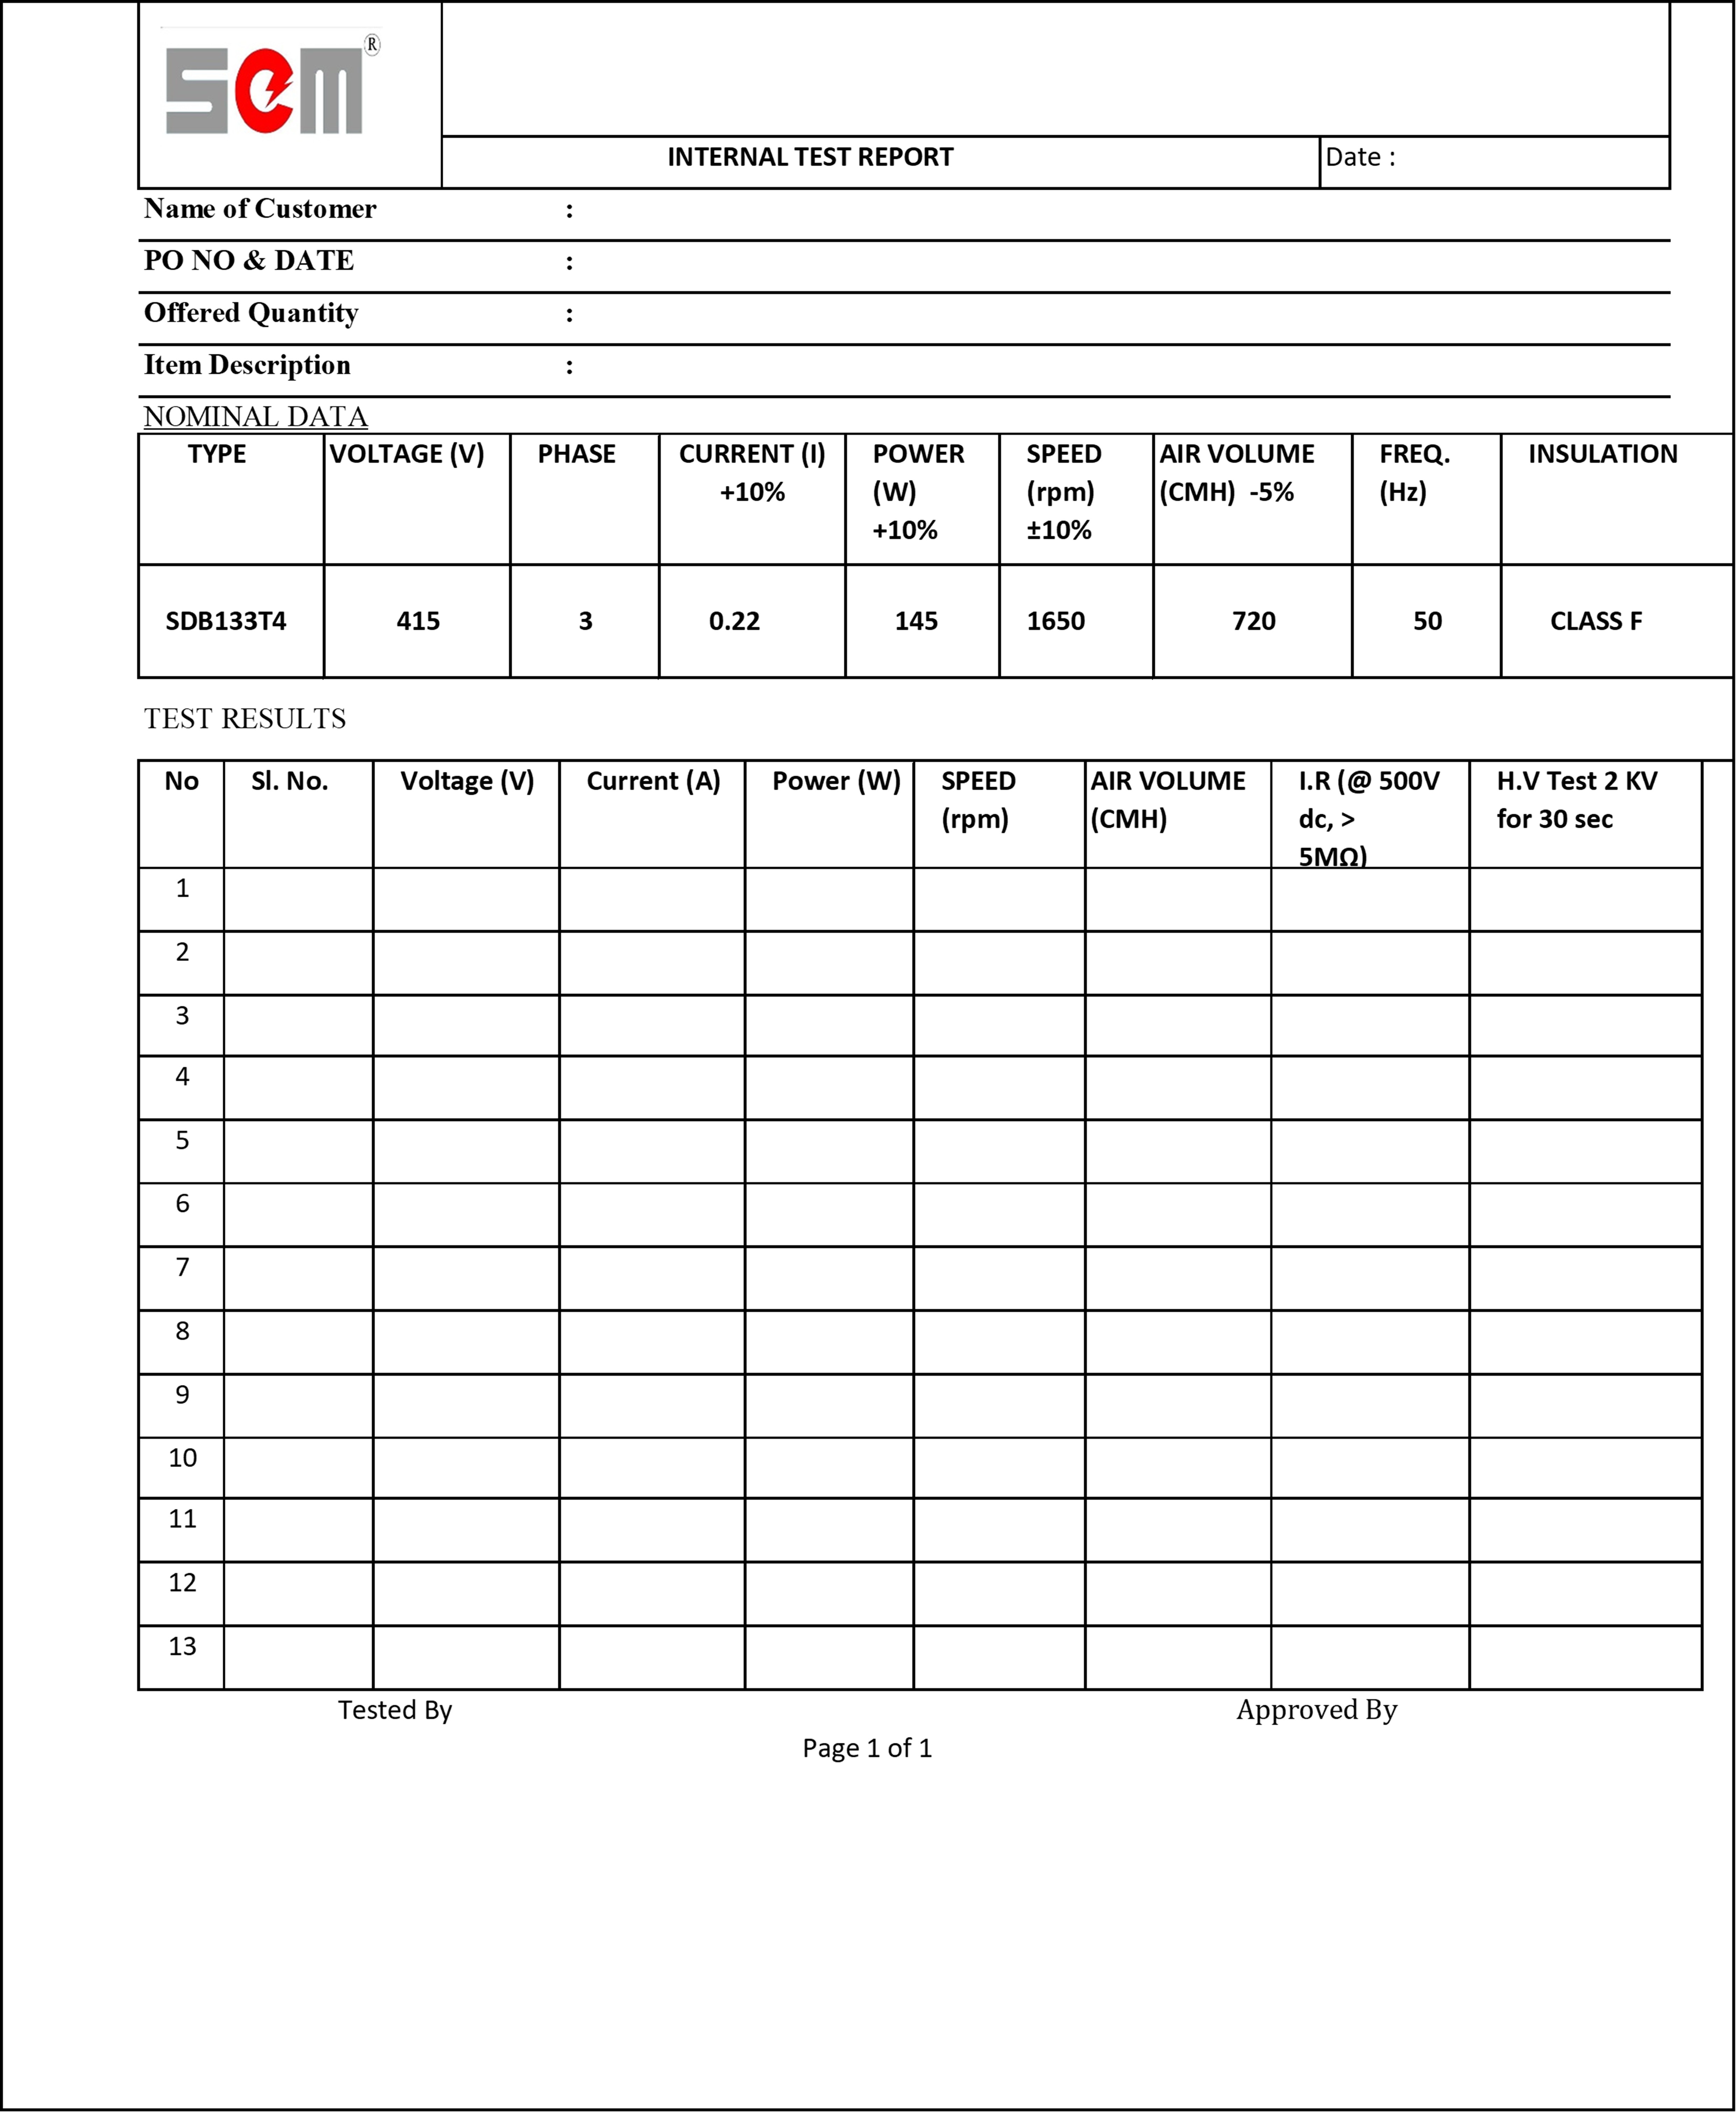 sem®
INTERNAL TEST REPORT Date :
Name of Customer :
PO NO & DATE :
Offered Quantity :
Item Description :
NOMINAL DATA
TYPE VOLTAGE (V) PHASE CURRENT (I) +10% POWER (W) +10% SPEED (rpm) ±10% AIR VOLUME (CMH) -5% FREQ. (Hz) INSULATION
SDB133T4 415 3 0.22 145 1650 720 50 CLASS F
TEST RESULTS
No Sl. No. Voltage (V) Current (A) Power (W) SPEED (rpm) AIR VOLUME (CMH) I.R (@ 500V dc, > 5MΩ) H.V Test 2 KV for 30 sec
1
2
3
4
5
6
7
8
9
10
11
12
13
Tested By Approved By
Page 1 of 1